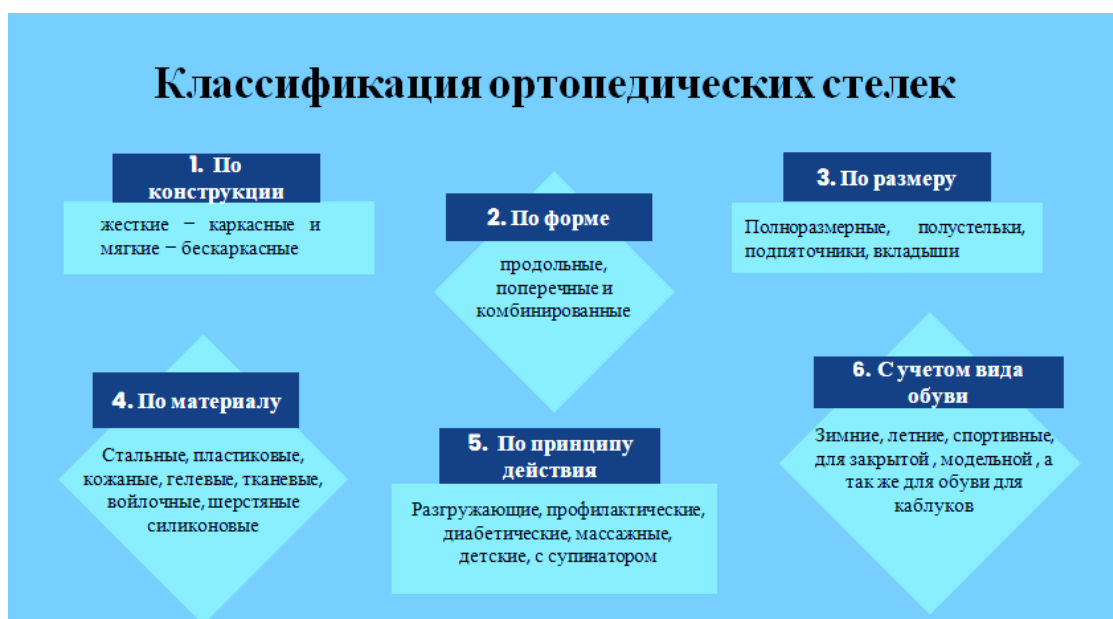 Классификация ортопедических стелек
1. По
конструкции
жесткие – каркасные и
мягкие – бескаркасные
2. По форме
продольные,
поперечные и
комбинированные
3. По размеру
Полноразмерные, полустельки,
подпяточники, вкладыши
4. По материалу
Стальные, пластиковые,
кожаные, гелевые, тканевые,
войлочные, шерстяные
силиконовые
5. По принципу
действия
Разгружающие, профилактические,
диабетические, массажные,
детские, с супинатором
6. С учетом вида
обуви
Зимние, летние, спортивные,
для закрытой , модельной , а
так же для обуви для
каблуков